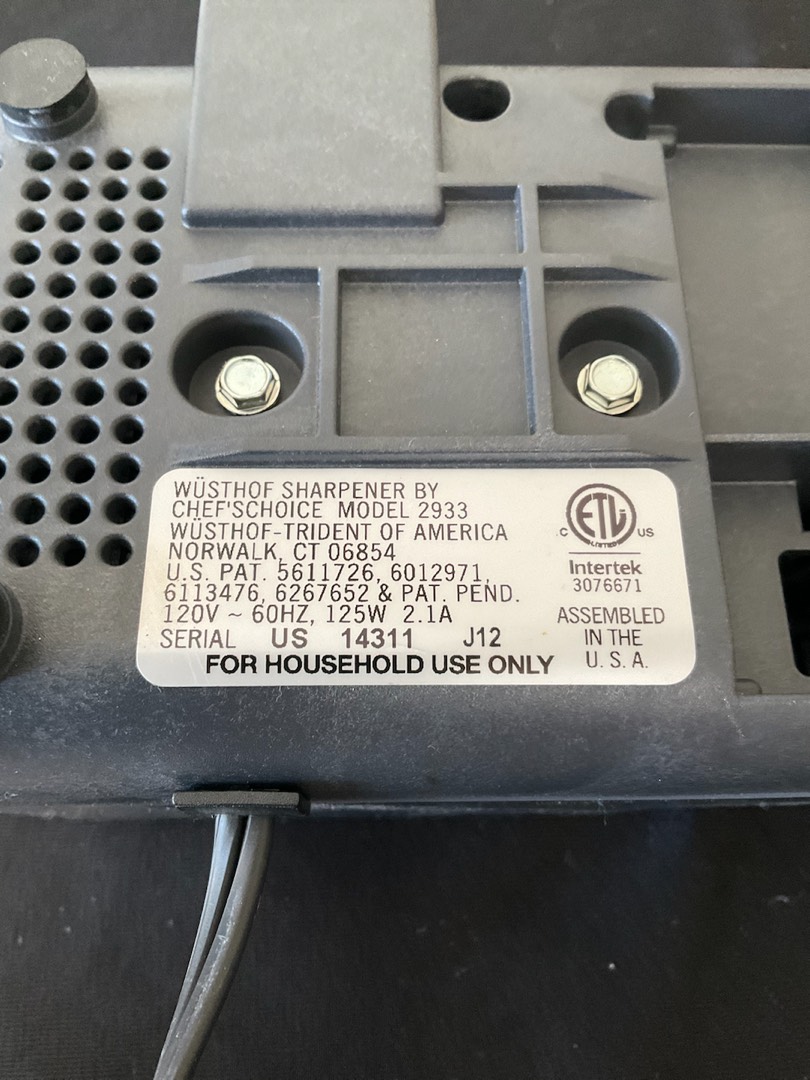 WÜSTHOF SHARPENER BY
CHEF'SCHOICE MODEL 2933
WÜSTHOF-TRIDENT OF AMERICA
NORWALK, CT 06854
U.S. PAT. 5611726, 6012971,
6113476, 6267652 & PAT. PEND.
120V ~ 60HZ, 125W 2.1A
SERIAL US 14311 J12
FOR HOUSEHOLD USE ONLY
C ETL US
LISTED
Intertek
3076671
ASSEMBLED
IN THE
U.S.A.